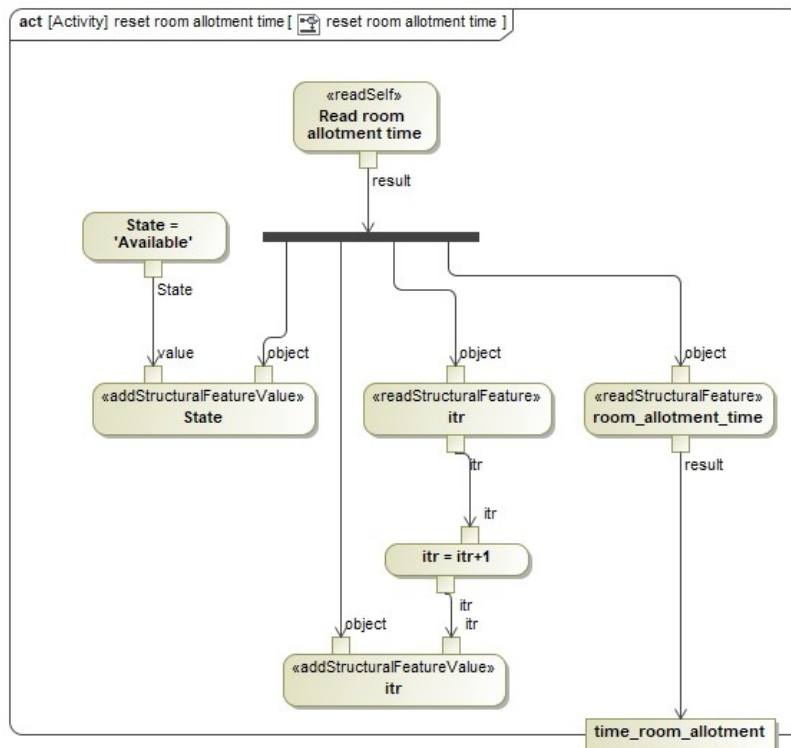 act [Activity] reset room allotment time [ reset room allotment time ]
«readSelf»
Read room
allotment time
result
State =
'Available'
State
value
object
object
object
«addStructuralFeatureValue»
State
«readStructuralFeature»
itr
«readStructuralFeature»
room_allotment_time
itr
result
itr
itr = itr+1
itr
object
itr
«addStructuralFeatureValue»
itr
time_room_allotment